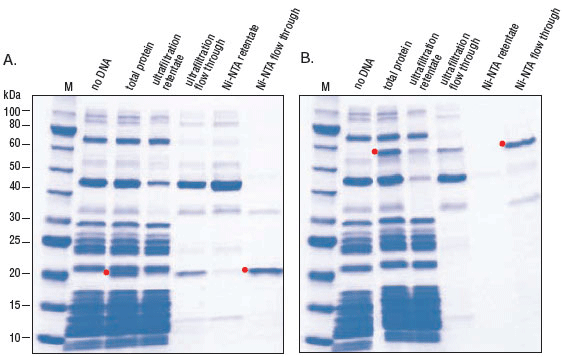 A.
M
no DNA
total protein
ultrafiltration
retentate
ultrafiltration
flow through
Ni-NTA retentate
Ni-NTA flow through
kDa
100
80
60
50
40
30
25
20
15
10
B.
M
no DNA
total protein
ultrafiltration
retentate
ultrafiltration
flow through
Ni-NTA retentate
Ni-NTA flow through